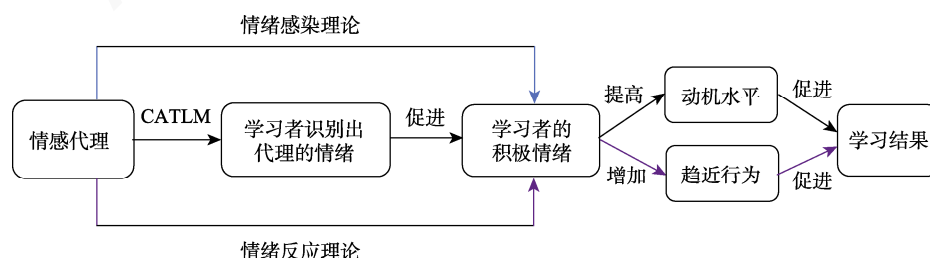 情绪感染理论
情感代理
CATLM
学习者识别出
代理的情绪
促进
学习者的
积极情绪
提高
动机水平
促进
增加
趋近行为
促进
学习结果
情绪反应理论